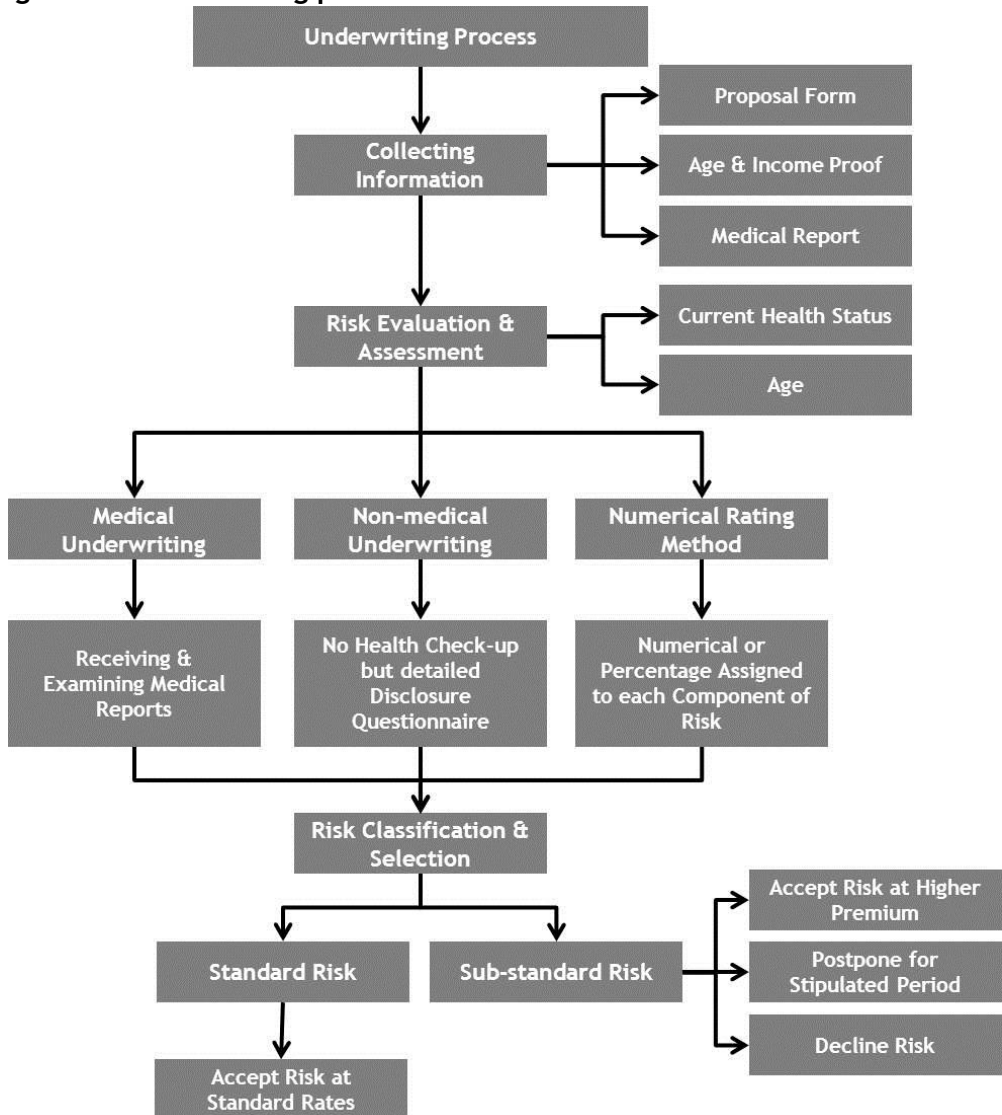 Underwriting Process
Proposal Form
Collecting
Information
Age & Income Proof
Medical Report
Risk Evaluation &
Assessment
Current Health Status
Age
Medical
Underwriting
Non-medical
Underwriting
Numerical Rating
Method
Receiving &
Examining Medical
Reports
No Health Check-up
but detailed
Disclosure
Questionnaire
Numerical or
Percentage Assigned
to each Component of
Risk
Risk Classification &
Selection
Standard Risk
Sub-standard Risk
Accept Risk at Higher
Premium
Postpone for
Stipulated Period
Decline Risk
Accept Risk at
Standard Rates